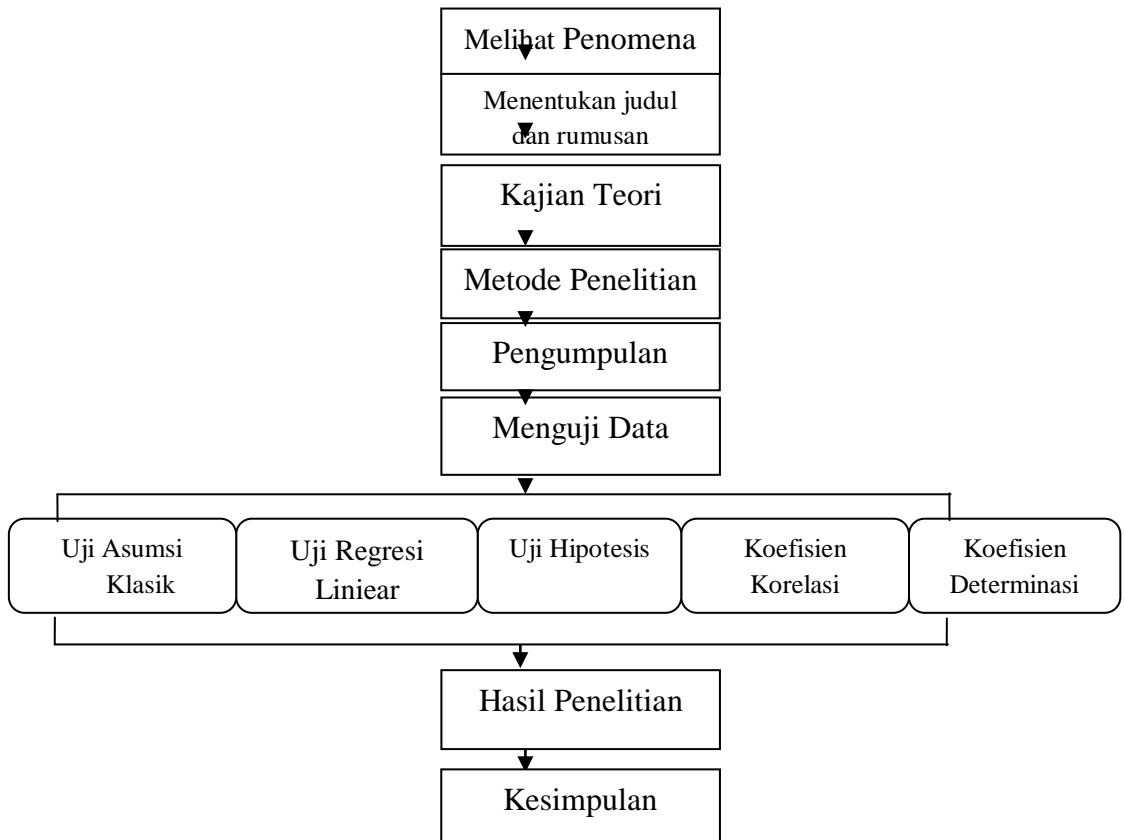 Melihat Penomena
Menentukan judul
dan rumusan
Kajian Teori
Metode Penelitian
Pengumpulan
Menguji Data
Uji Asumsi
Klasik
Uji Regresi
Liniear
Uji Hipotesis
Koefisien
Korelasi
Koefisien
Determinasi
Hasil Penelitian
Kesimpulan